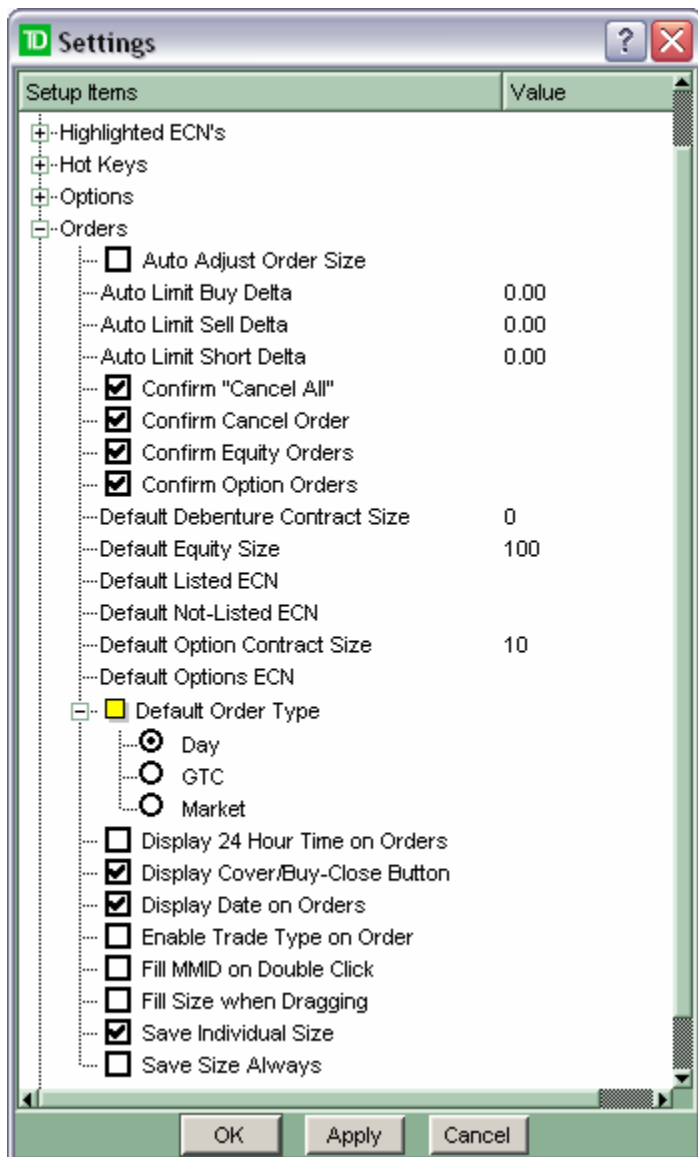 TD Settings ?
Setup Items Value
Highlighted ECN's
Hot Keys
Options
Orders
Auto Adjust Order Size
Auto Limit Buy Delta 0.00
Auto Limit Sell Delta 0.00
Auto Limit Short Delta 0.00
Confirm "Cancel All"
Confirm Cancel Order
Confirm Equity Orders
Confirm Option Orders
Default Debenture Contract Size 0
Default Equity Size 100
Default Listed ECN
Default Not-Listed ECN
Default Option Contract Size 10
Default Options ECN
Default Order Type
Day
GTC
Market
Display 24 Hour Time on Orders
Display Cover/Buy-Close Button
Display Date on Orders
Enable Trade Type on Order
Fill MMID on Double Click
Fill Size when Dragging
Save Individual Size
Save Size Always
OK Apply Cancel